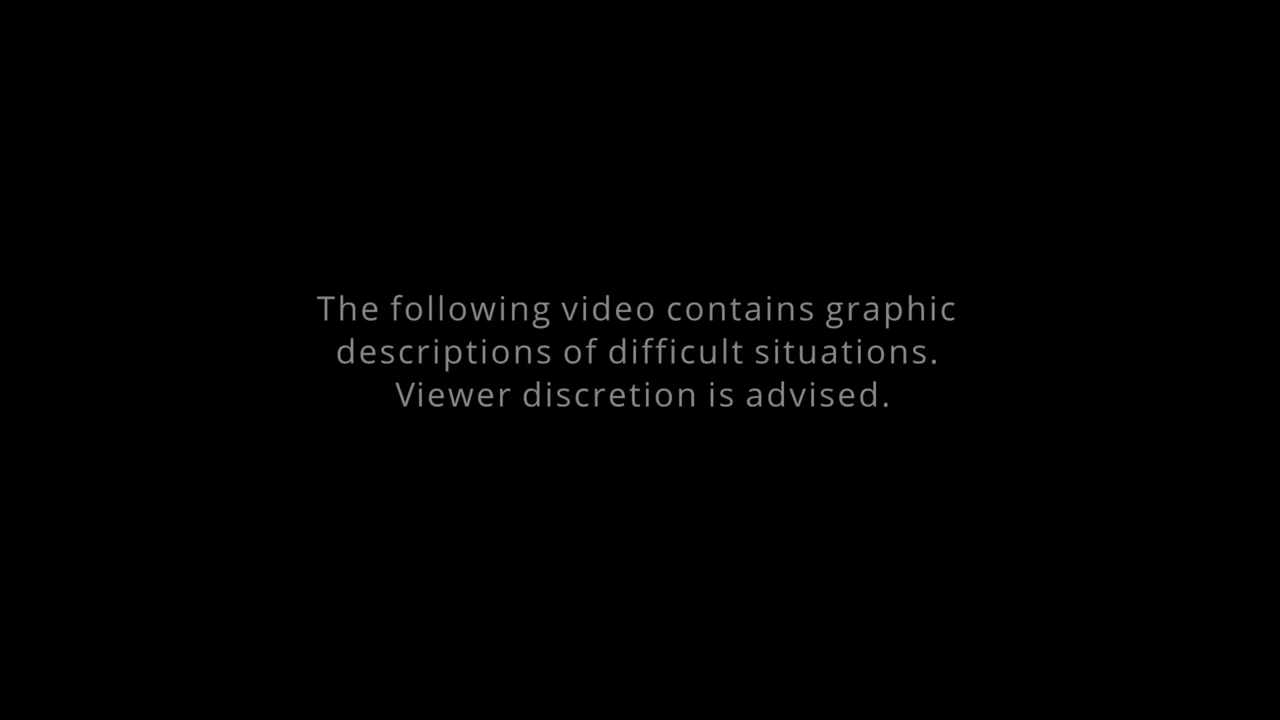 The following video contains graphic
descriptions of difficult situations.
Viewer discretion is advised.